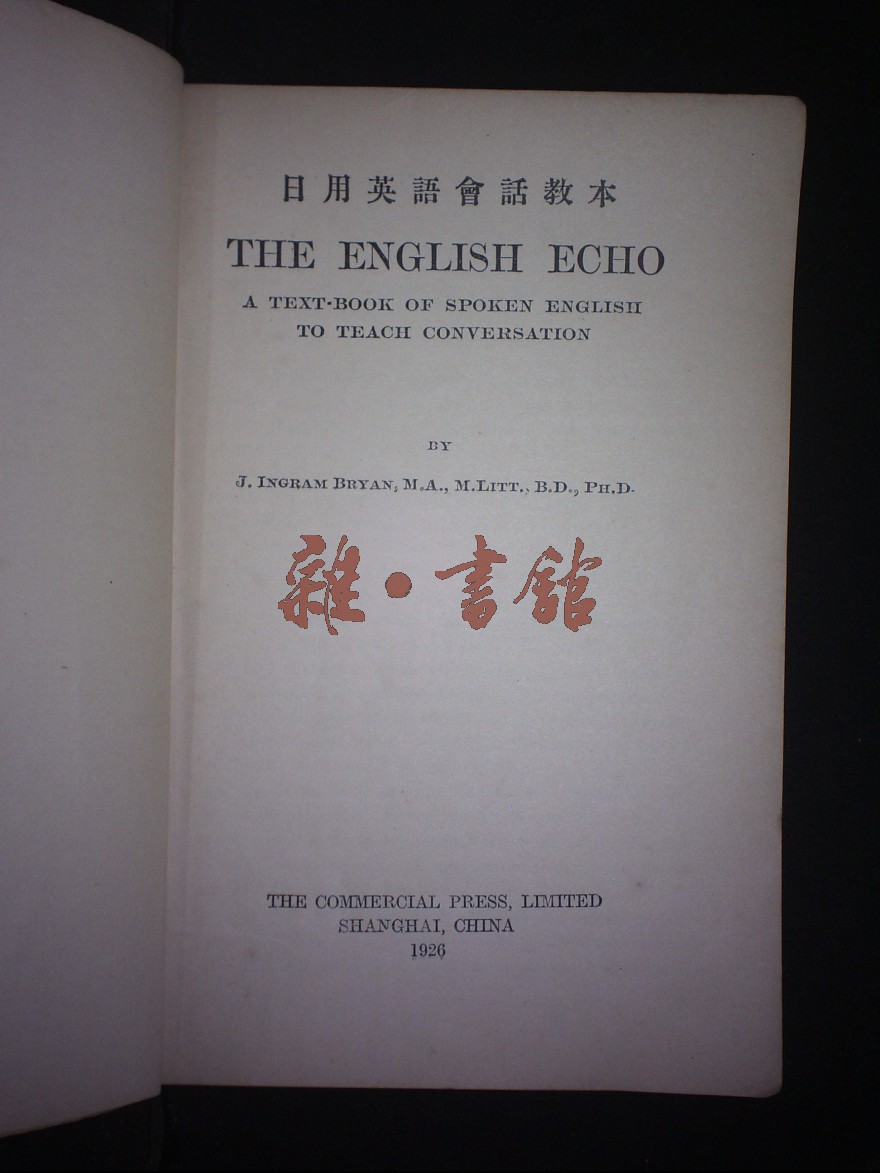 日用英語會話教本
THE ENGLISH ECHO
A TEXT-BOOK OF SPOKEN ENGLISH
TO TEACH CONVERSATION
BY
J. INGRAM BRYAN, M.A., M.LITT., B.D., PH.D.
雜·書館
THE COMMERCIAL PRESS, LIMITED
SHANGHAI, CHINA
1926